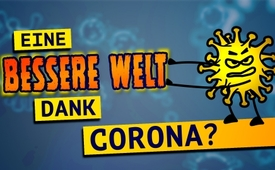 EINE
BESSERE WELT
DANK
CORONA?